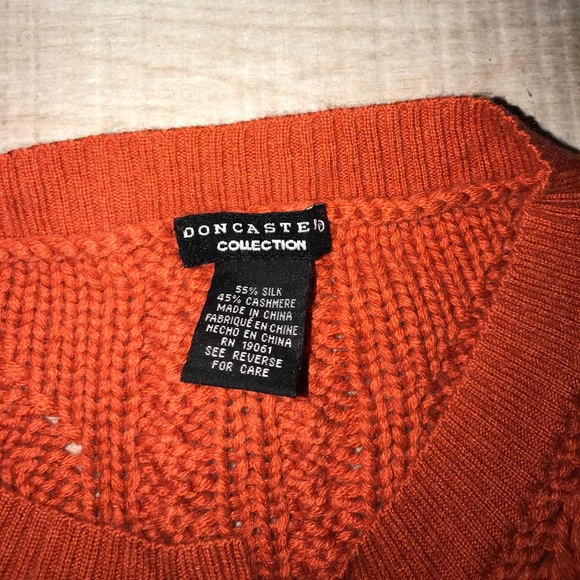 DONCASTER
COLLECTION
55% SILK
45% CASHMERE
MADE IN CHINA
FABRIQUÉ EN CHINE
HECHO EN CHINA
RN 19061
SEE REVERSE
FOR CARE